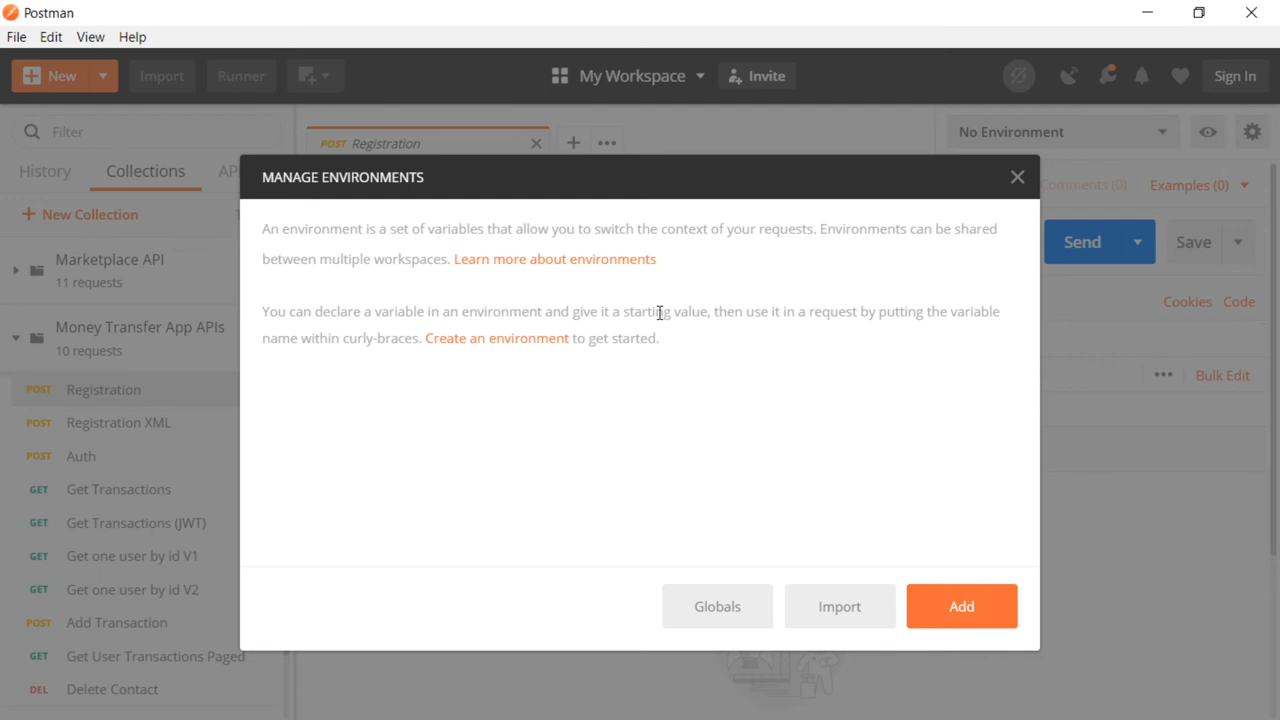 Postman
File Edit View Help
New Import Runner My Workspace Invite Sign In
Filter
POST Registration
No Environment
History Collections
MANAGE ENVIRONMENTS
Comments (0) Examples (0)
New Collection
An environment is a set of variables that allow you to switch the context of your requests. Environments can be shared
between multiple workspaces. Learn more about environments
Send Save
Marketplace API
11 requests
Cookies Code
You can declare a variable in an environment and give it a starting value, then use it in a request by putting the variable
name within curly-braces. Create an environment to get started.
Money Transfer App APIs
10 requests
Bulk Edit
POST Registration
POST Registration XML
POST Auth
GET Get Transactions
GET Get Transactions (JWT)
GET Get one user by id V1
GET Get one user by id V2
Globals Import Add
POST Add Transaction
GET Get User Transactions Paged
DEL Delete Contact